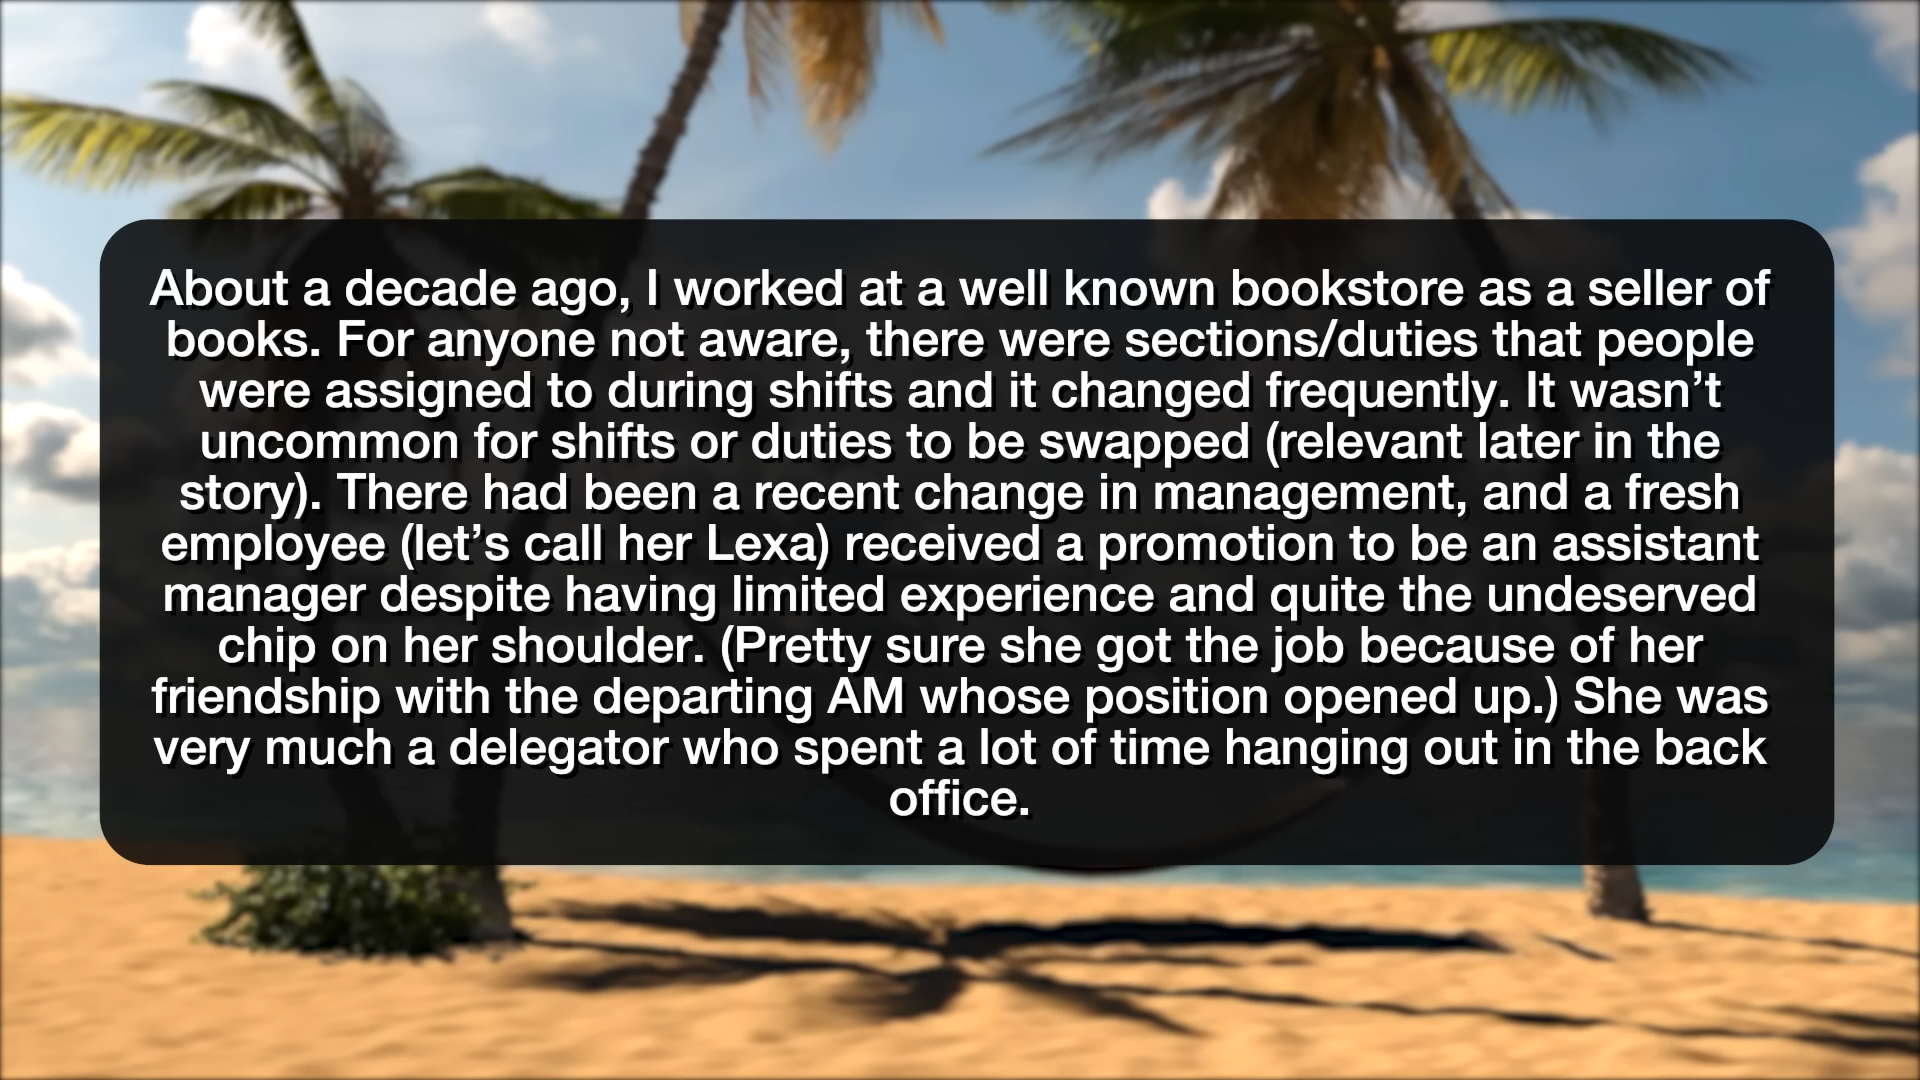 About a decade ago, I worked at a well known bookstore as a seller of
books. For anyone not aware, there were sections/duties that people
were assigned to during shifts and it changed frequently. It wasn’t
uncommon for shifts or duties to be swapped (relevant later in the
story). There had been a recent change in management, and a fresh
employee (let’s call her Lexa) received a promotion to be an assistant
manager despite having limited experience and quite the undeserved
chip on her shoulder. (Pretty sure she got the job because of her
friendship with the departing AM whose position opened up.) She was
very much a delegator who spent a lot of time hanging out in the back
office.